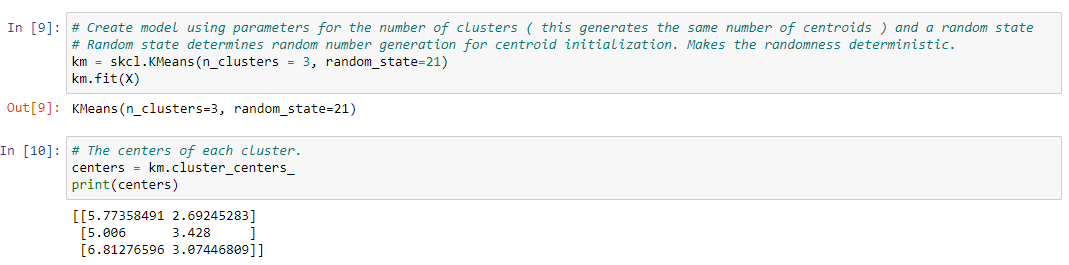 In [9]: # Create model using parameters for the number of clusters ( this generates the same number of centroids ) and a random state
# Random state determines random number generation for centroid initialization. Makes the randomness deterministic.
km = skcl.KMeans(n_clusters = 3, random_state=21)
km.fit(X)
Out[9]: KMeans(n_clusters=3, random_state=21)
In [10]: # The centers of each cluster.
centers = km.cluster_centers_
print(centers)
[[5.77358491 2.69245283]
 [5.006      3.428     ]
 [6.81276596 3.07446809]]